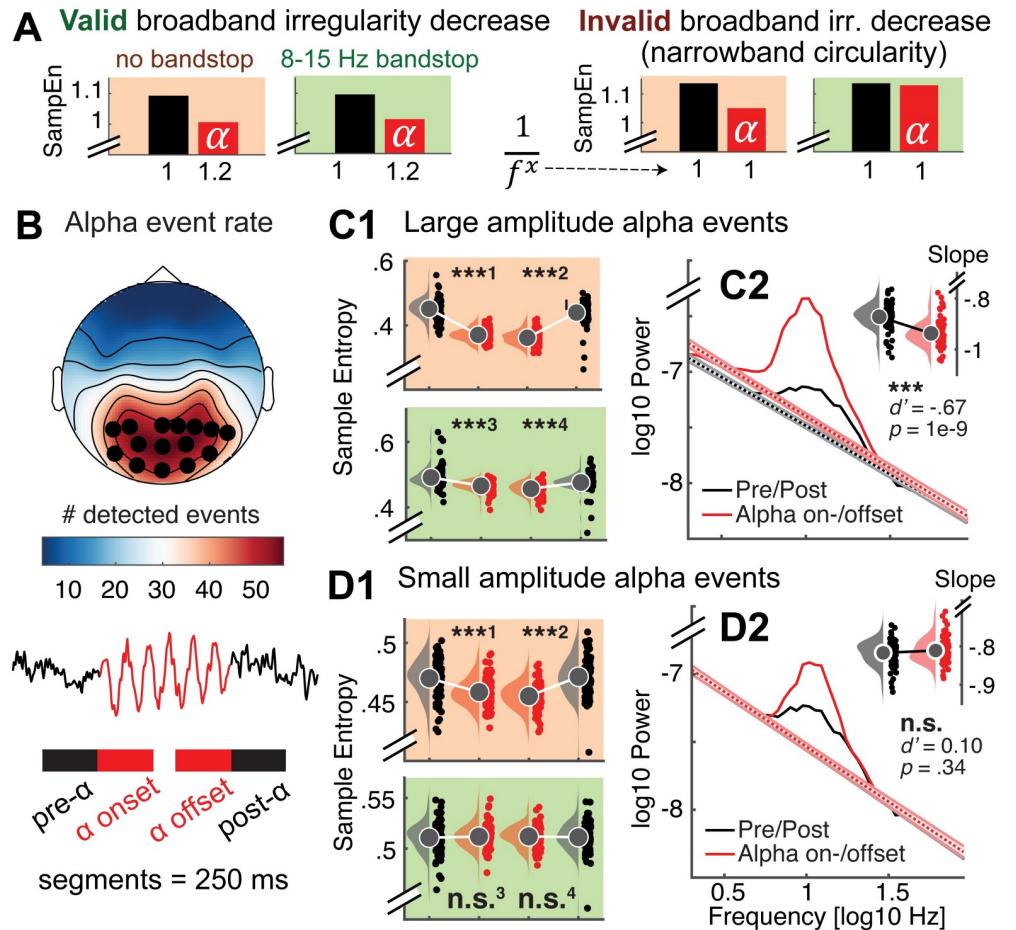 A Valid broadband irregularity decrease
Invalid broadband irr. decrease
(narrowband circularity)
no bandstop
8-15 Hz bandstop
SampEn
1.1
1
α
1 1.2
α
1 1.2
1
f^x
SampEn
1.1
1
α
1 1
α
1 1
B Alpha event rate
# detected events
10 20 30 40 50
pre-α
α onset
α offset
post-α
segments = 250 ms
C1 Large amplitude alpha events
Sample Entropy
.6
.4
***1
***2
.6
.4
***3
***4
C2
log10 Power
-7
-8
Slope
-.8
-1
***
d' = -.67
p = 1e-9
Pre/Post
Alpha on-/offset
D1 Small amplitude alpha events
Sample Entropy
.5
.45
***1
***2
.55
.5
n.s.3
n.s.4
D2
log10 Power
-7
-8
Slope
-.8
-.9
n.s.
d' = 0.10
p = .34
Pre/Post
Alpha on-/offset
0.5 1 1.5
Frequency [log10 Hz]